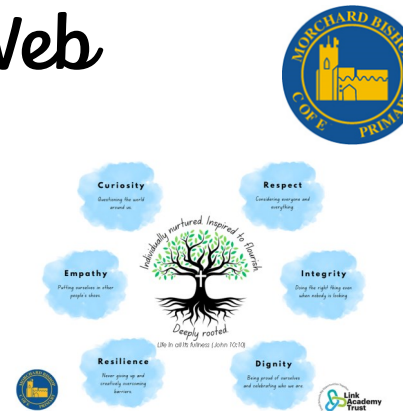 Web
MORCHARD BISHOP
C OF E PRIMARY
Curiosity
Questioning the world
around us.
Respect
Considering everyone and
everything
Individually nurtured. Inspired to flourish.
Empathy
Putting ourselves in other
people's shoes.
Integrity
Doing the right thing even
when nobody is looking
Deeply rooted.
Life in all its fullness (John 10:10)
Resilience
Never giving up and
creatively overcoming
barriers
Dignity
Being proud of ourselves
and celebrating who we are
Link
Academy
Trust